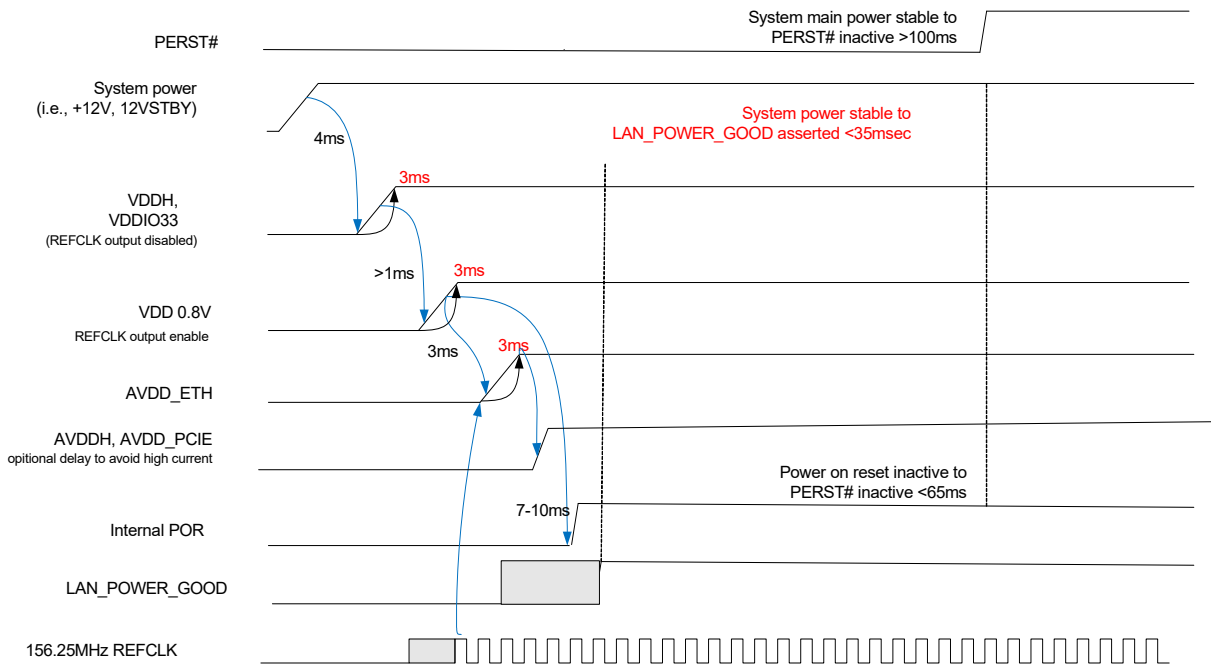 System main power stable to
PERST# inactive >100ms
PERST#
System power
(i.e., +12V, 12VSTBY)
System power stable to
LAN_POWER_GOOD asserted <35msec
4ms
3ms
VDDH,
VDDIO33
(REFCLK output disabled)
>1ms
3ms
VDD 0.8V
REFCLK output enable
3ms
3ms
AVDD_ETH
AVDDH, AVDD_PCIE
opitional delay to avoid high current
Power on reset inactive to
PERST# inactive <65ms
7-10ms
Internal POR
LAN_POWER_GOOD
156.25MHz REFCLK